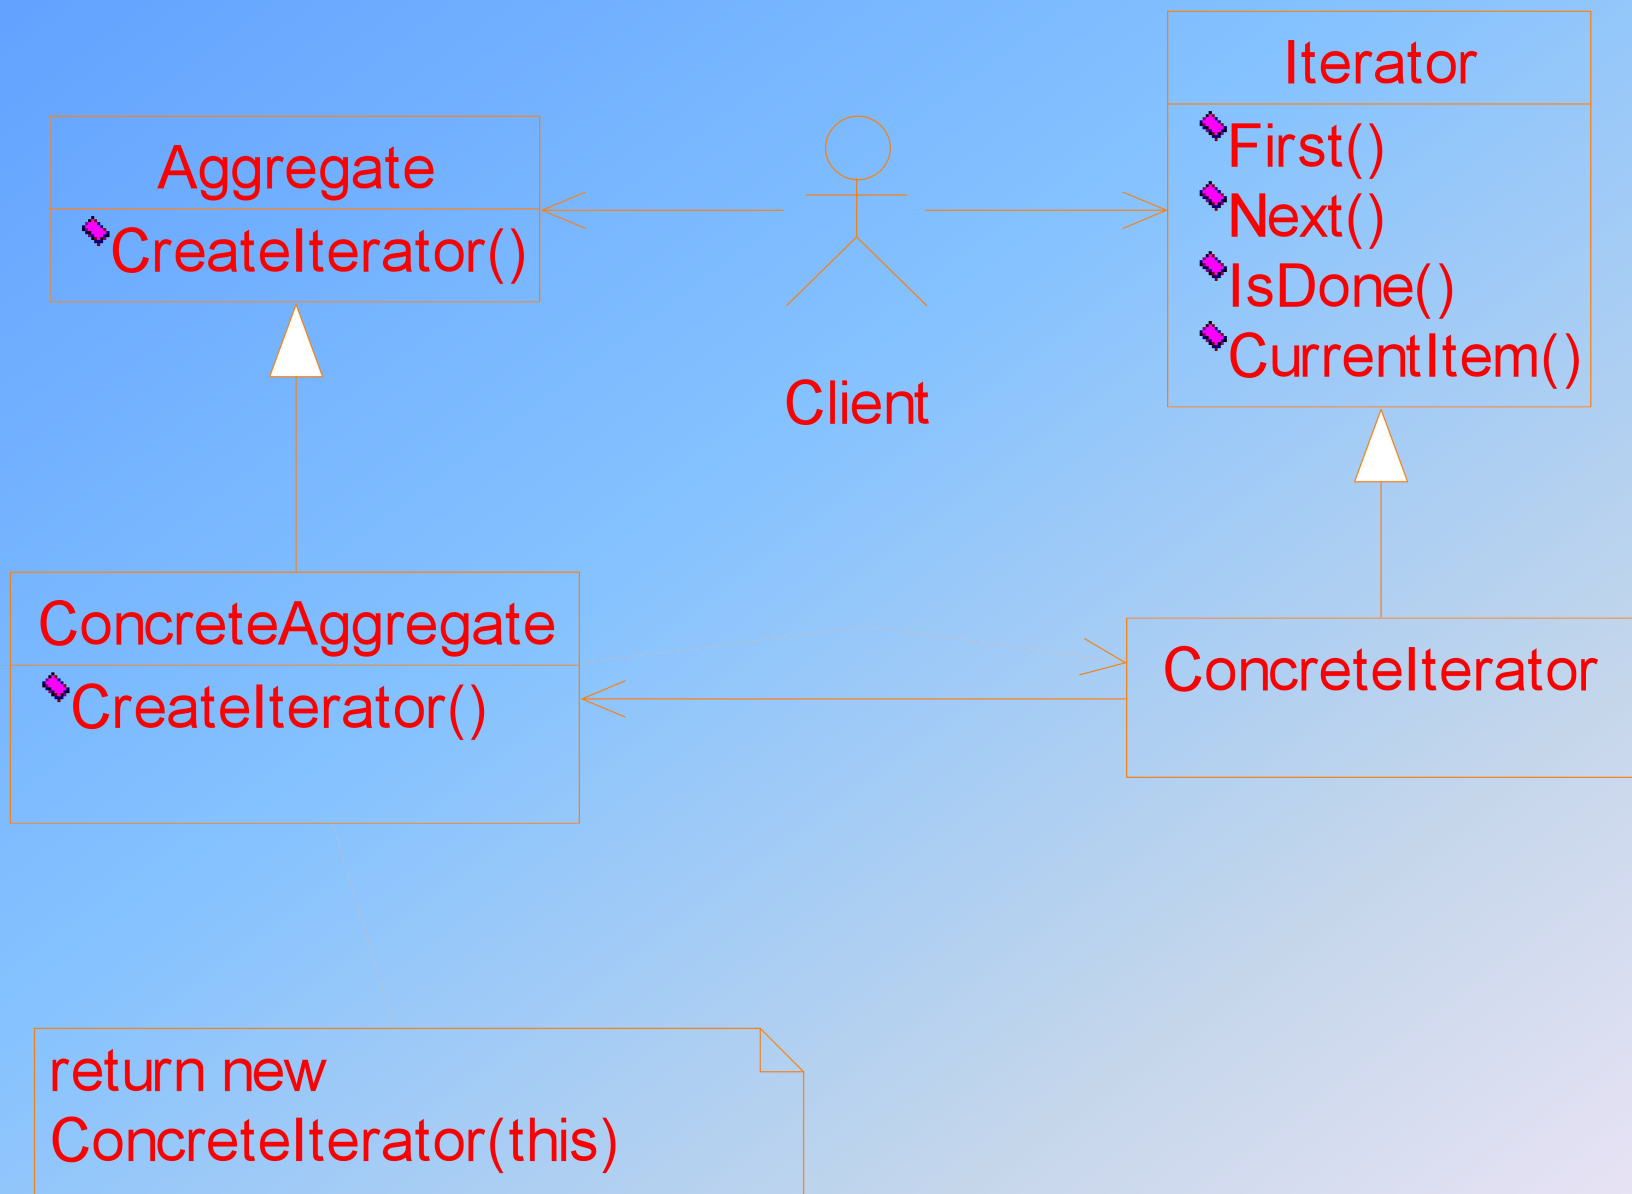 Aggregate
CreateIterator()
Client
Iterator
First()
Next()
IsDone()
CurrentItem()
ConcreteAggregate
CreateIterator()
ConcreteIterator
return new
ConcreteIterator(this)